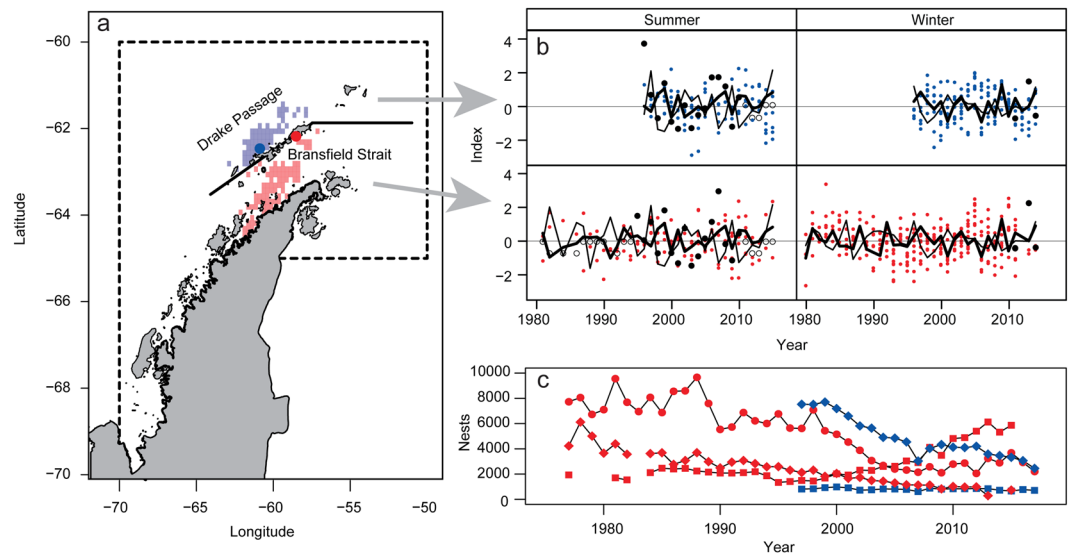 a
−60
−62
−64
−66
−68
−70
Latitude
Drake Passage
Bransfield Strait
−70
−65
−60
−55
−50
Longitude
Summer
Winter
b
4
2
0
−2
4
2
0
−2
Index
1980
1990
2000
2010
1980
1990
2000
2010
Year
c
10000
8000
6000
4000
2000
0
Nests
1980
1990
2000
2010
Year